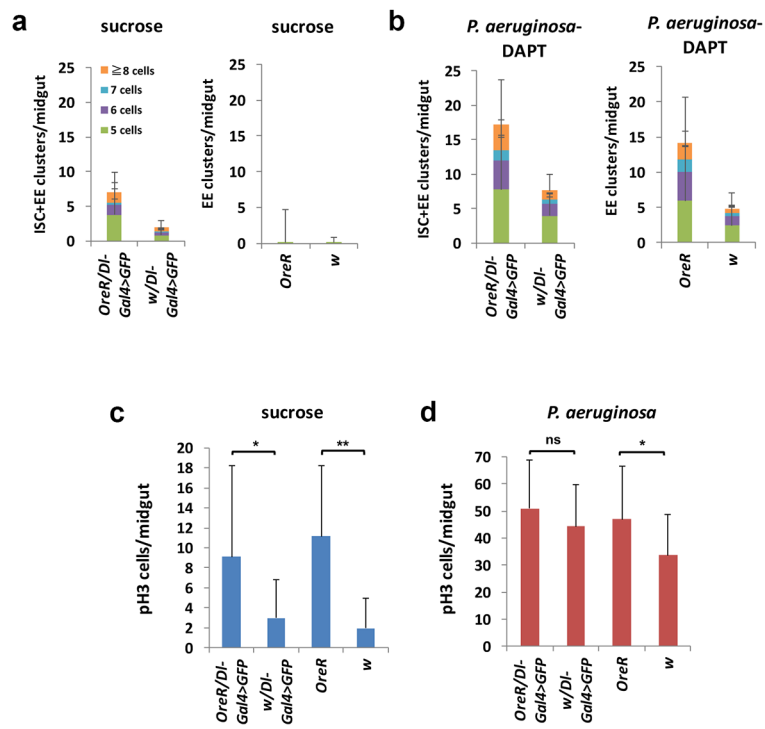 a
sucrose
sucrose
ISC+EE clusters/midgut
25
20
15
10
5
0
≧8 cells
7 cells
6 cells
5 cells
OreR/Dl-
Gal4>GFP
w/Dl-
Gal4>GFP
EE clusters/midgut
25
20
15
10
5
0
OreR
w
b
P. aeruginosa-
DAPT
P. aeruginosa-
DAPT
ISC+EE clusters/midgut
25
20
15
10
5
0
OreR/Dl-
Gal4>GFP
w/Dl-
Gal4>GFP
EE clusters/midgut
25
20
15
10
5
0
OreR
w
c
sucrose
pH3 cells/midgut
20
18
16
14
12
10
8
6
4
2
0
*
**
OreR/Dl-
Gal4>GFP
w/Dl-
Gal4>GFP
OreR
w
d
P. aeruginosa
pH3 cells/midgut
70
60
50
40
30
20
10
0
ns
*
OreR/Dl-
Gal4>GFP
w/Dl-
Gal4>GFP
OreR
w